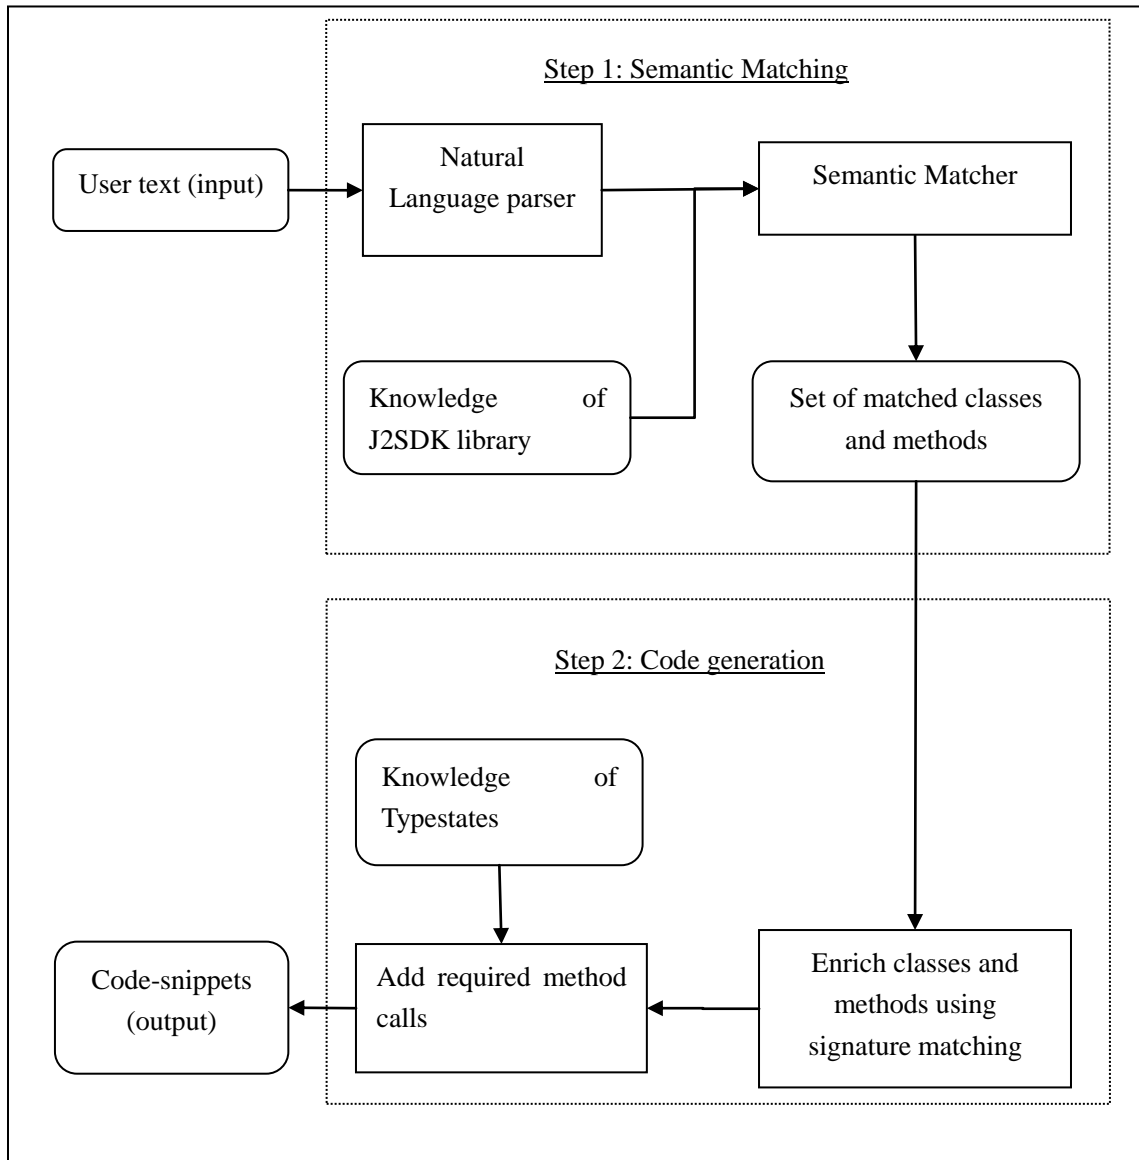 Step 1: Semantic Matching
User text (input)
Natural
Language parser
Semantic Matcher
Knowledge of
J2SDK library
Set of matched classes
and methods
Step 2: Code generation
Knowledge of
Typestates
Code-snippets
(output)
Add required method
calls
Enrich classes and
methods using
signature matching